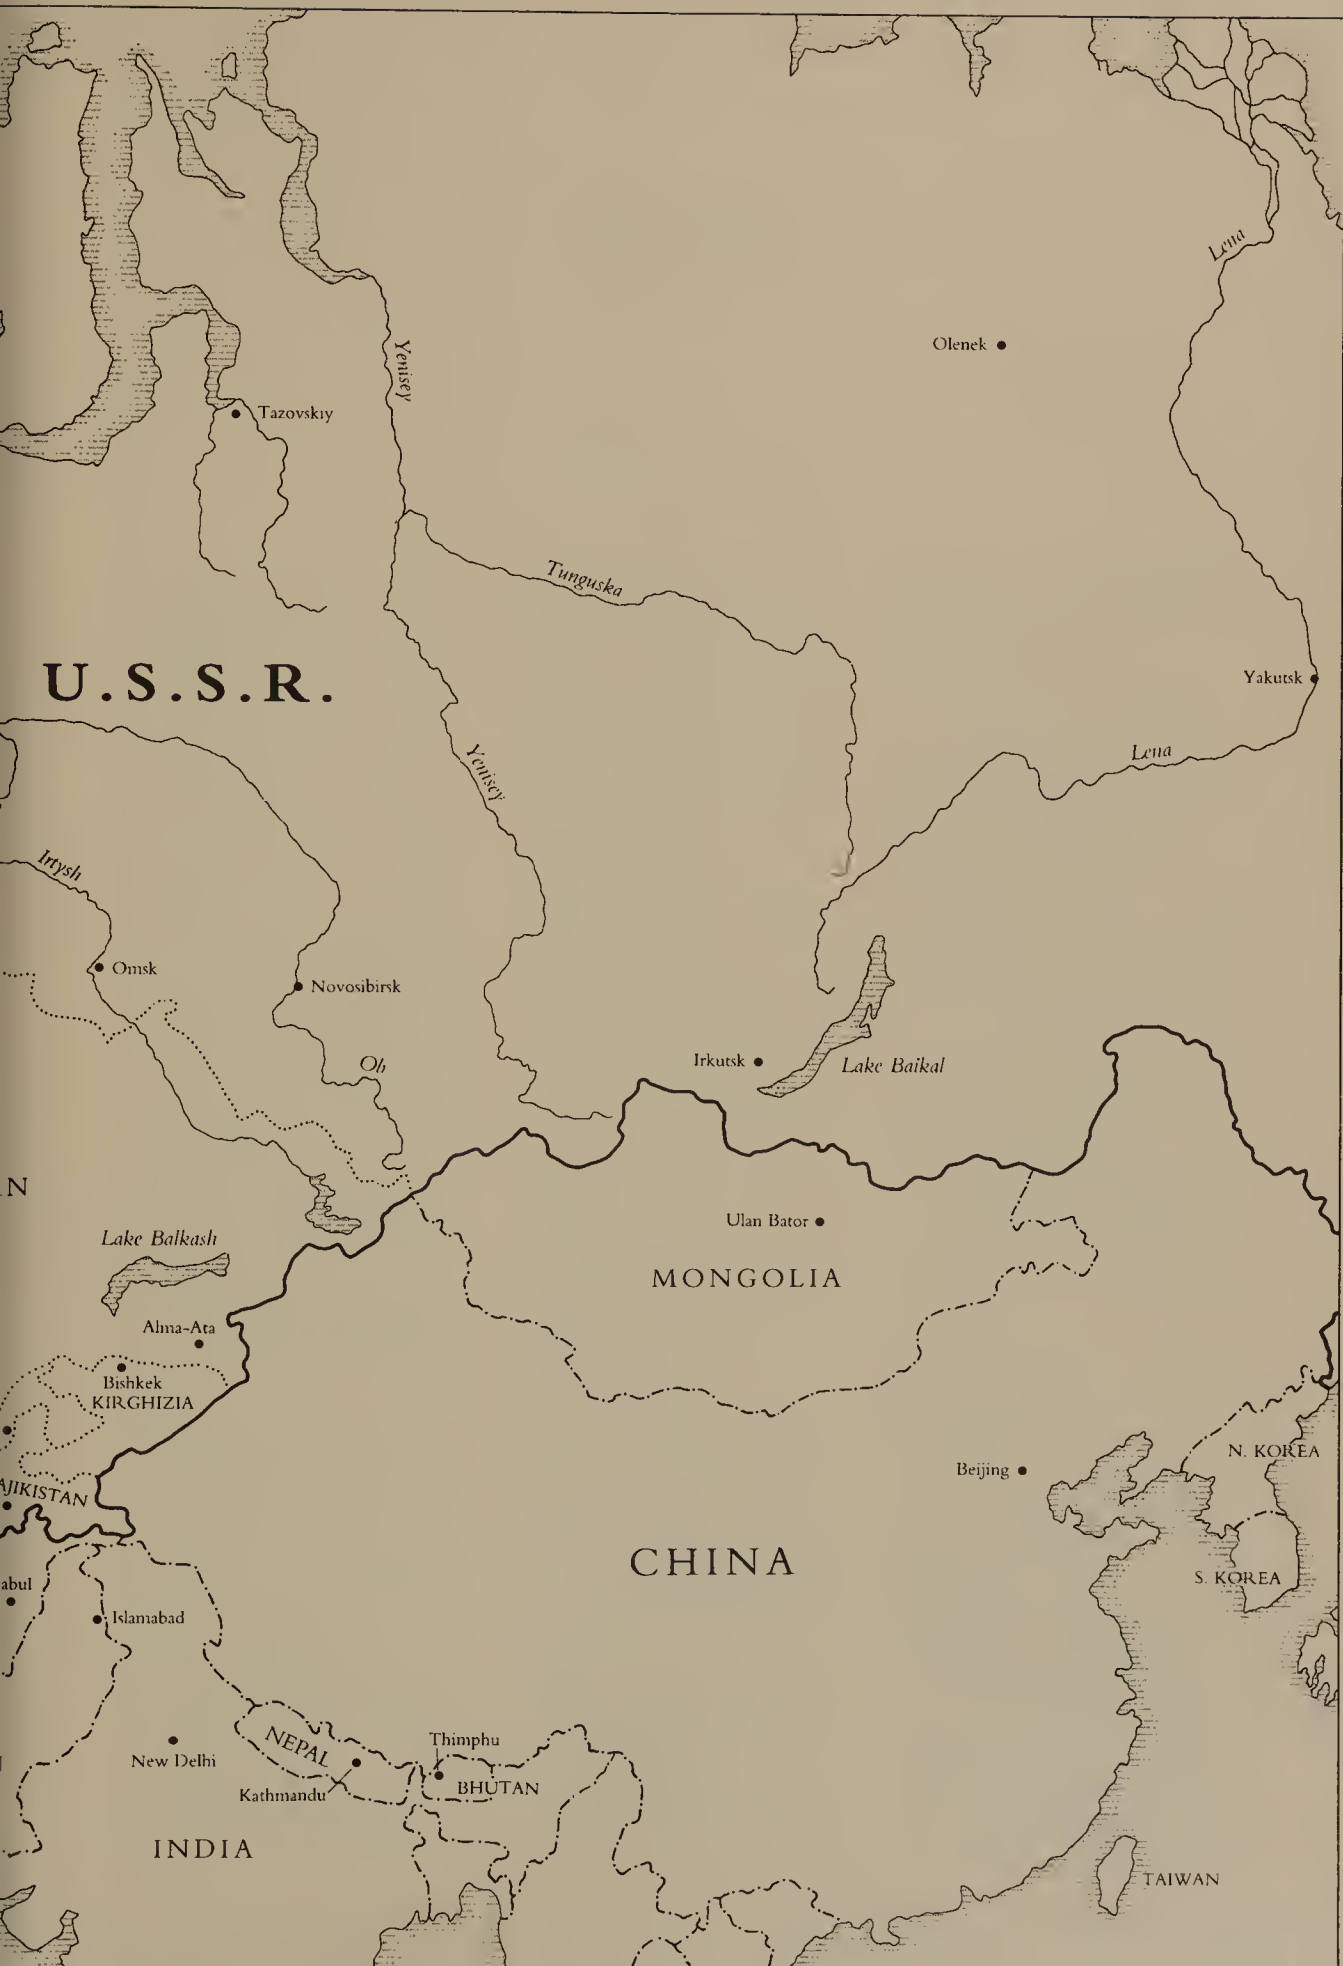 Lena
Olenek
Yenisey
Tazovskiy
Tunguska
U.S.S.R.
Yakutsk
Lena
Yenisey
Irtysh
Omsk
Novosibirsk
Ob
Irkutsk
Lake Baikal
N
Ulan Bator
Lake Balkash
MONGOLIA
Alma-Ata
Bishkek
KIRGHIZIA
N. KOREA
Beijing
AJIKISTAN
CHINA
S. KOREA
abul
Islamabad
NEPAL
Thimphu
New Delhi
BHUTAN
Kathmandu
INDIA
TAIWAN